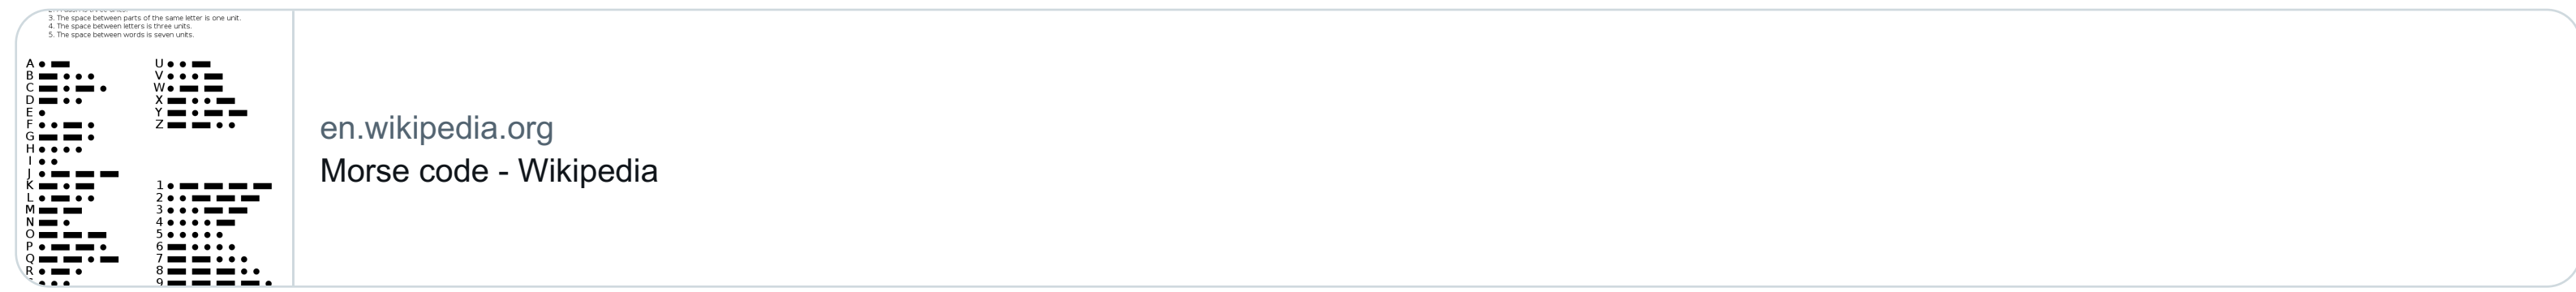 3. The space between parts of the same letter is one unit.
4. The space between letters is three units.
5. The space between words is seven units.
A
B
C
D
E
F
G
H
I
J
K
L
M
N
O
P
Q
R
U
V
W
X
Y
Z
1
2
3
4
5
6
7
8
9
en.wikipedia.org
Morse code - Wikipedia